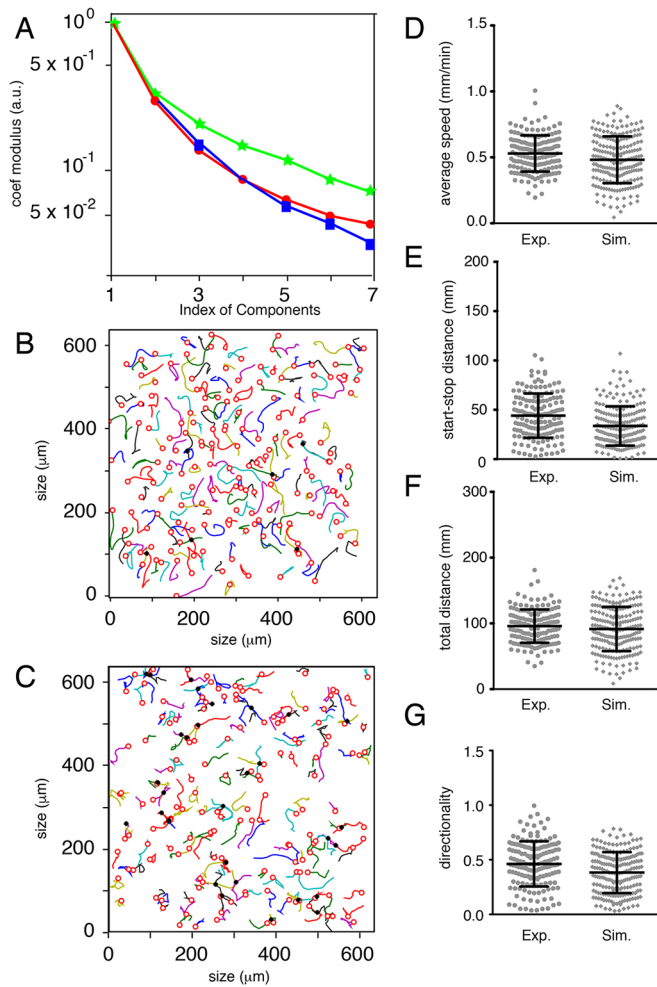 A
10⁰
5 x 10⁻¹
10⁻¹
5 x 10⁻²
coef modulus (a.u.)
1
3
5
7
Index of Components
B
600
400
200
0
size (μm)
0
200
400
600
size (μm)
C
600
400
200
0
size (μm)
0
200
400
600
size (μm)
D
1.5
1.0
0.5
0.0
average speed (mm/min)
Exp.
Sim.
E
200
150
100
50
0
start-stop distance (mm)
Exp.
Sim.
F
300
200
100
0
total distance (mm)
Exp.
Sim.
G
1.5
1.0
0.5
0.0
directionality
Exp.
Sim.